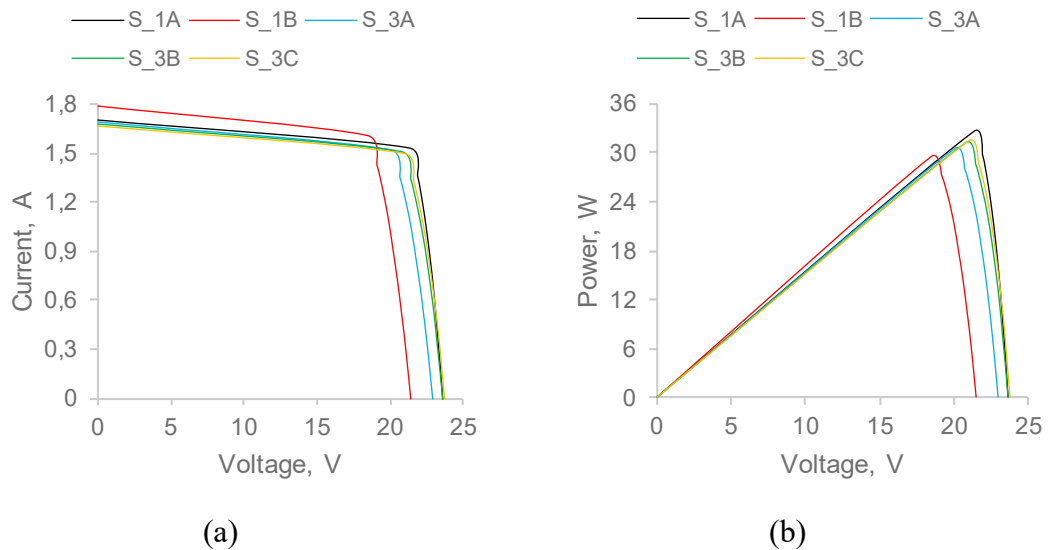 S_1A S_1B S_3A
S_3B S_3C
1,8
1,5
1,2
0,9
0,6
0,3
0
Current, A
0 5 10 15 20 25
Voltage, V
(a)
S_1A S_1B S_3A
S_3B S_3C
36
30
24
18
12
6
0
Power, W
0 5 10 15 20 25
Voltage, V
(b)